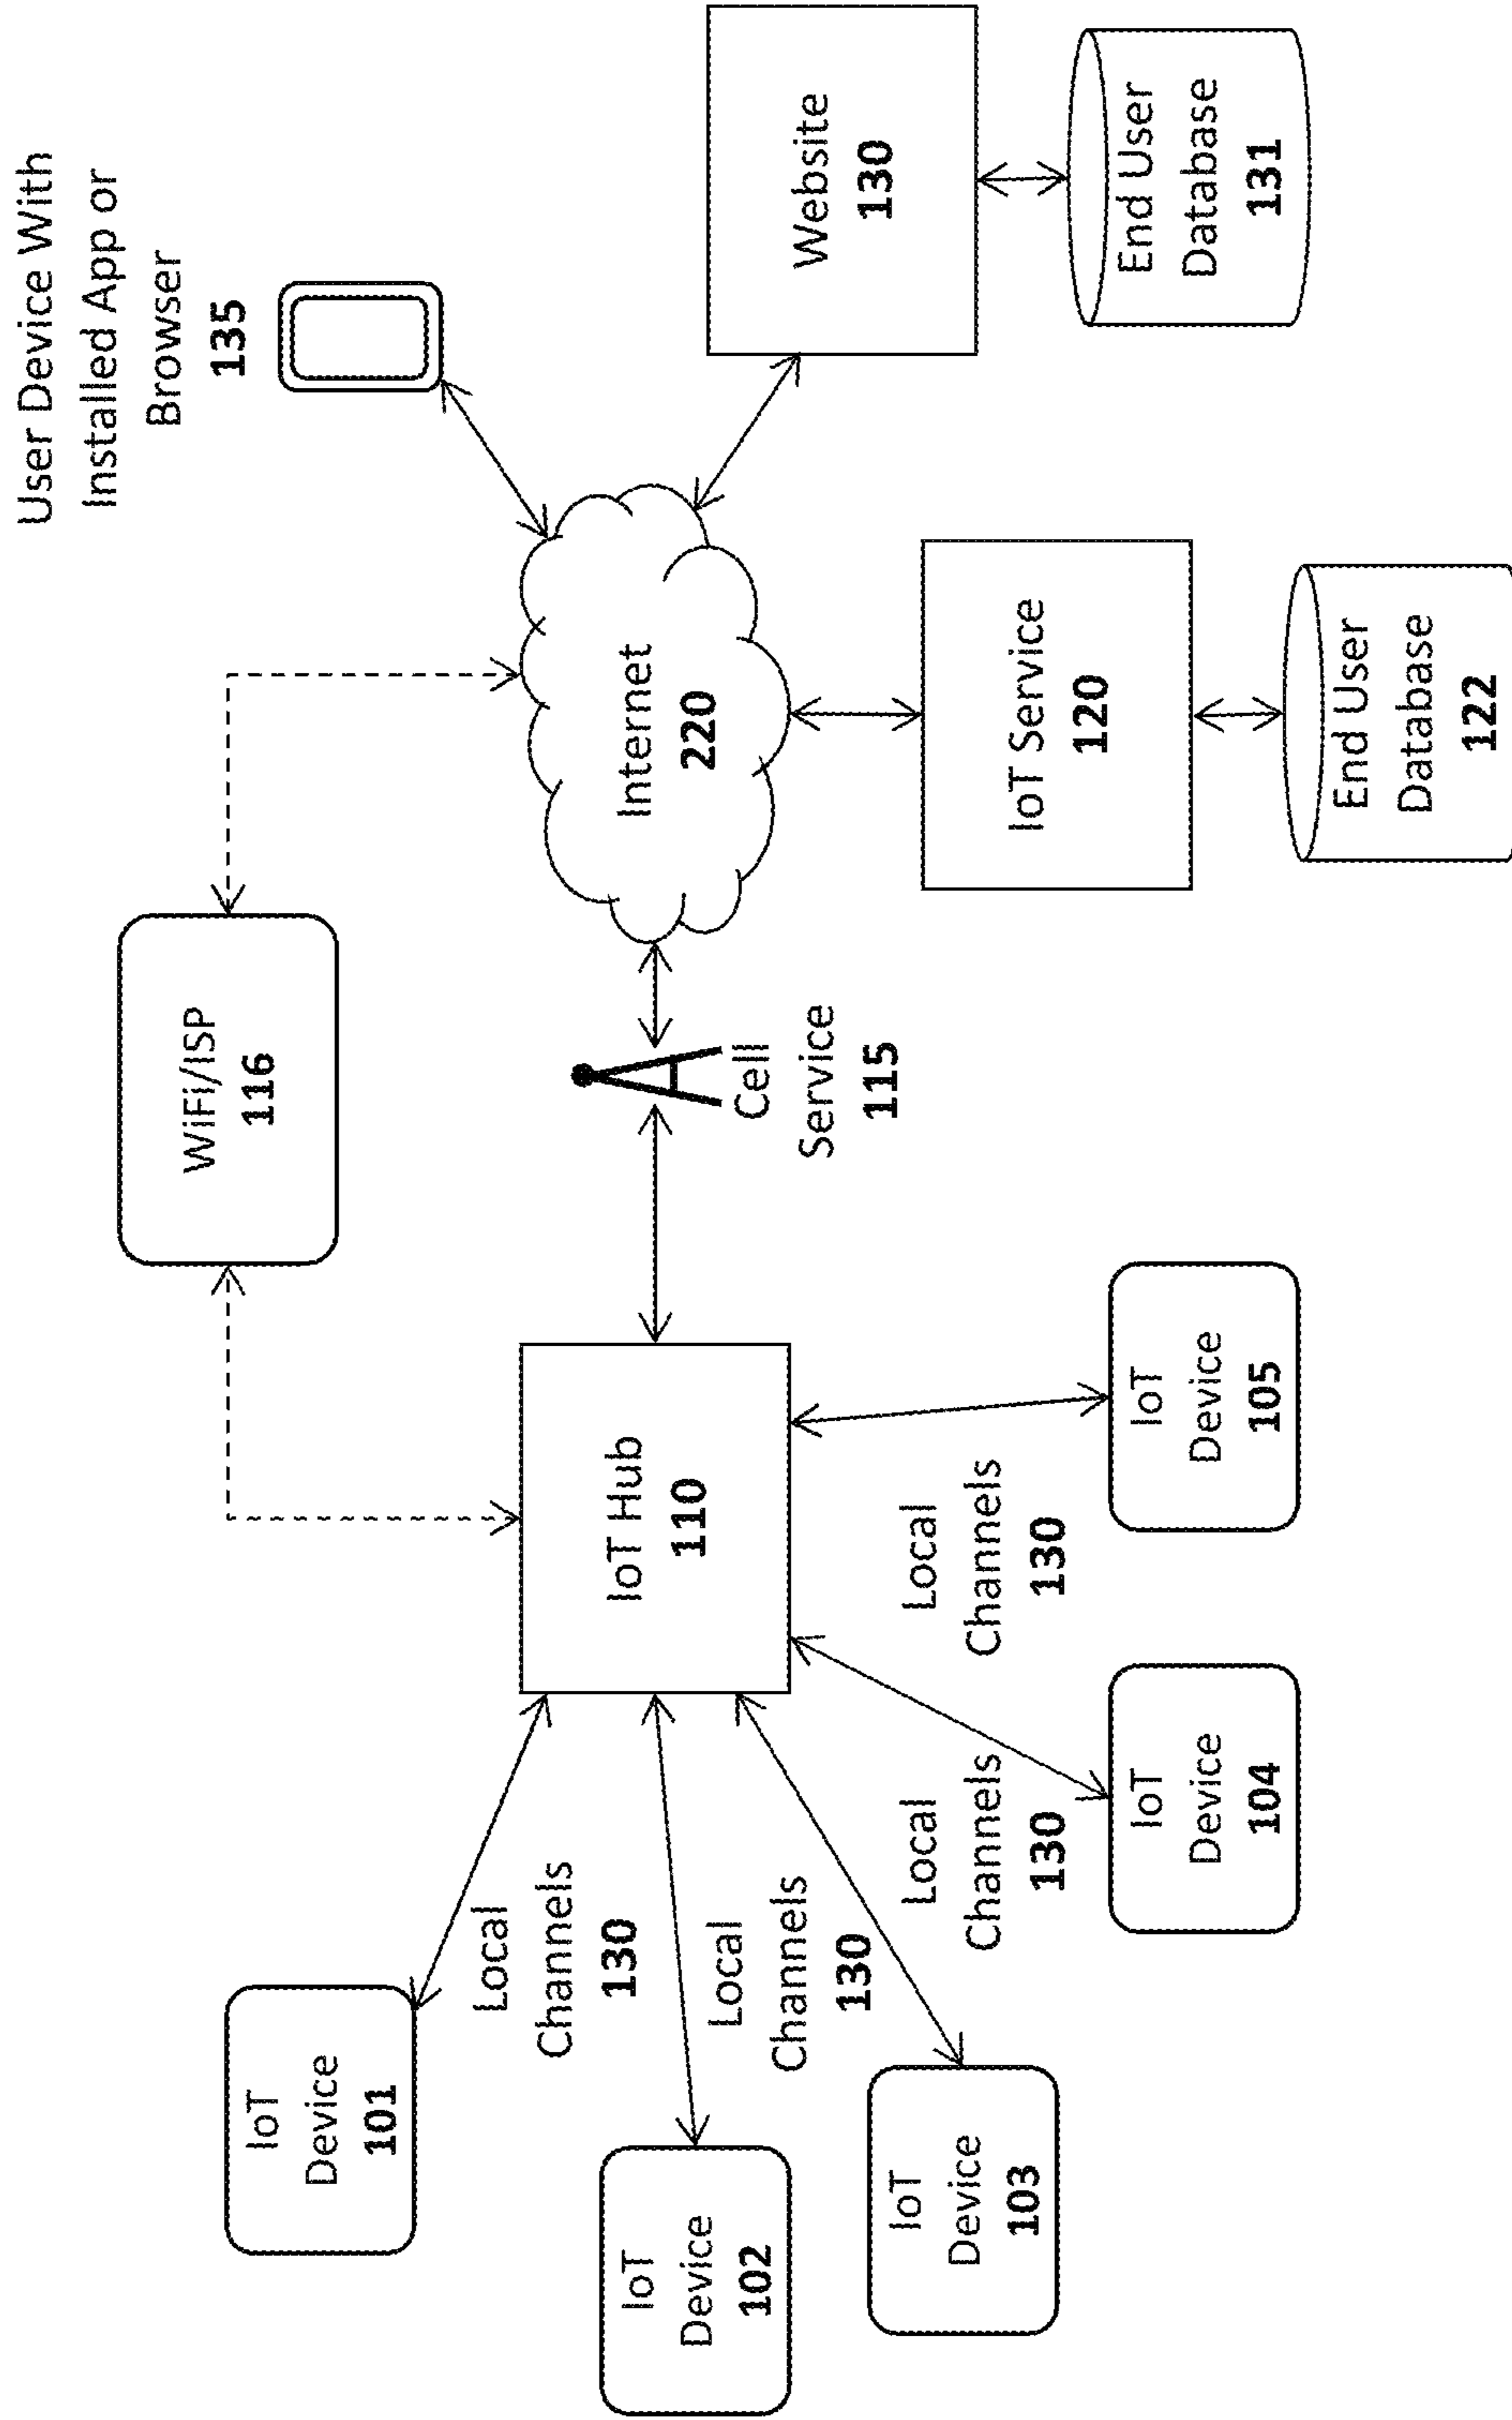 User Device With
Installed App or
Browser
135
WiFi/ISP
116
IoT
Device
101
Local
Channels
130
IoT
Device
102
Local
Channels
130
IoT
Device
103
Local
Channels
130
IoT
Device
104
Local
Channels
130
IoT
Device
105
IoT Hub
110
Cell
Service
115
Internet
220
Website
130
End User
Database
131
IoT Service
120
End User
Database
122